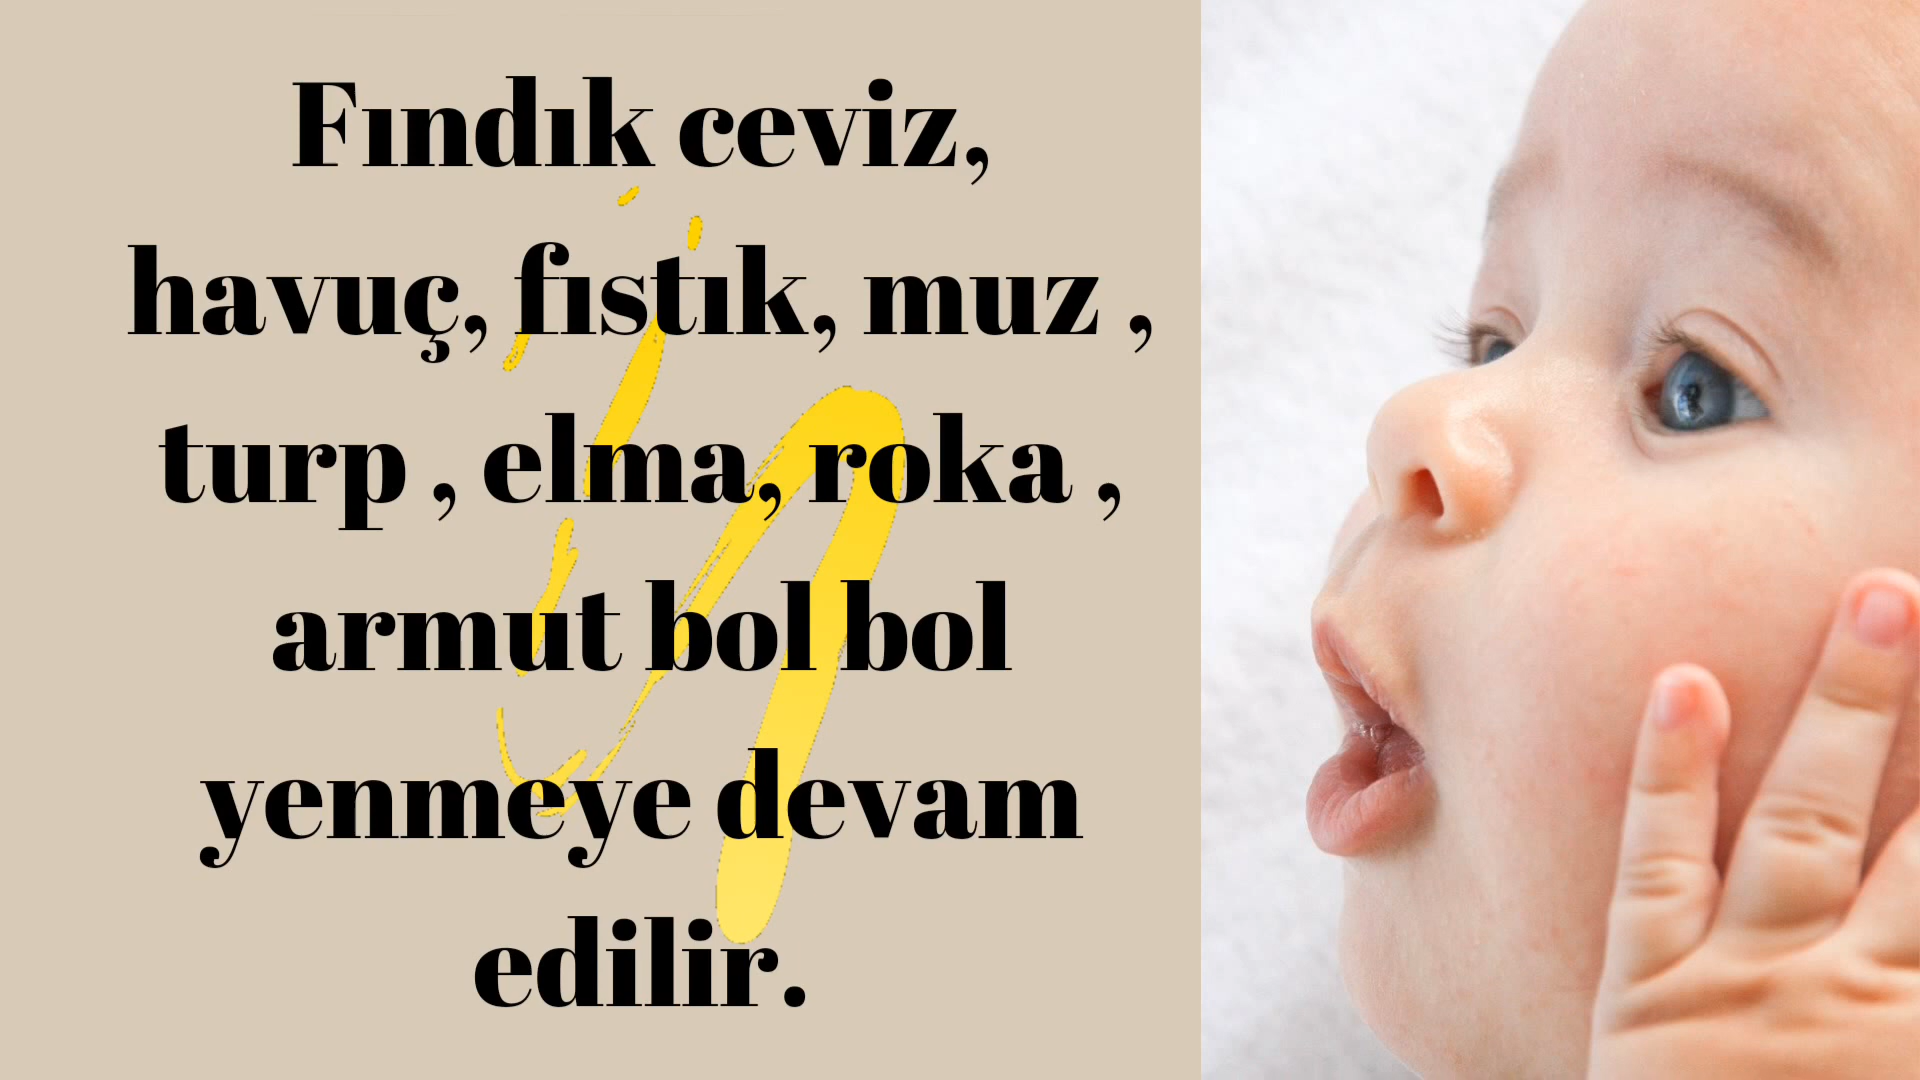 Fındık ceviz,
havuç, fıstık, muz ,
turp , elma, roka ,
armut bol bol
yenmeye devam
edilir.